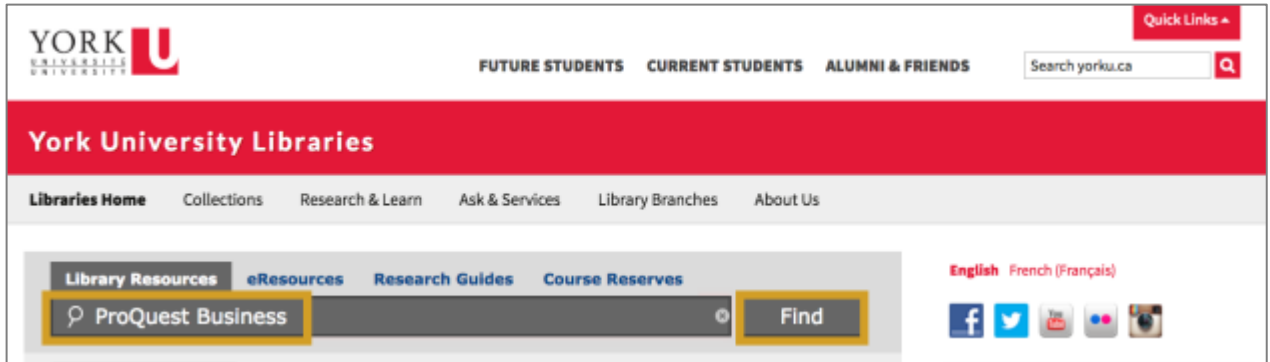 Quick Links
YORK U
UNIVERSITÉ
UNIVERSITY
FUTURE STUDENTS CURRENT STUDENTS ALUMNI & FRIENDS Search yorku.ca
York University Libraries
Libraries Home Collections Research & Learn Ask & Services Library Branches About Us
Library Resources eResources Research Guides Course Reserves
English French (Français)
ProQuest Business Find
You Tube